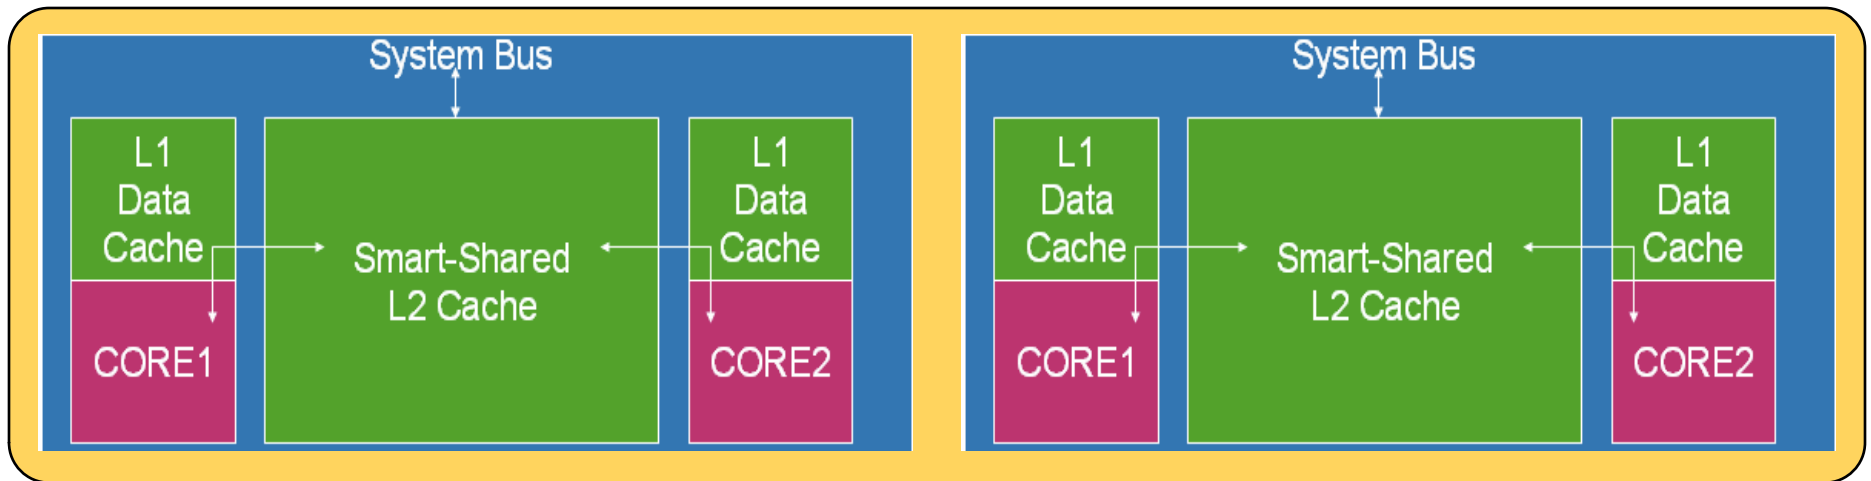 System Bus
L1
Data
Cache
CORE1
Smart-Shared
L2 Cache
L1
Data
Cache
CORE2
System Bus
L1
Data
Cache
CORE1
Smart-Shared
L2 Cache
L1
Data
Cache
CORE2